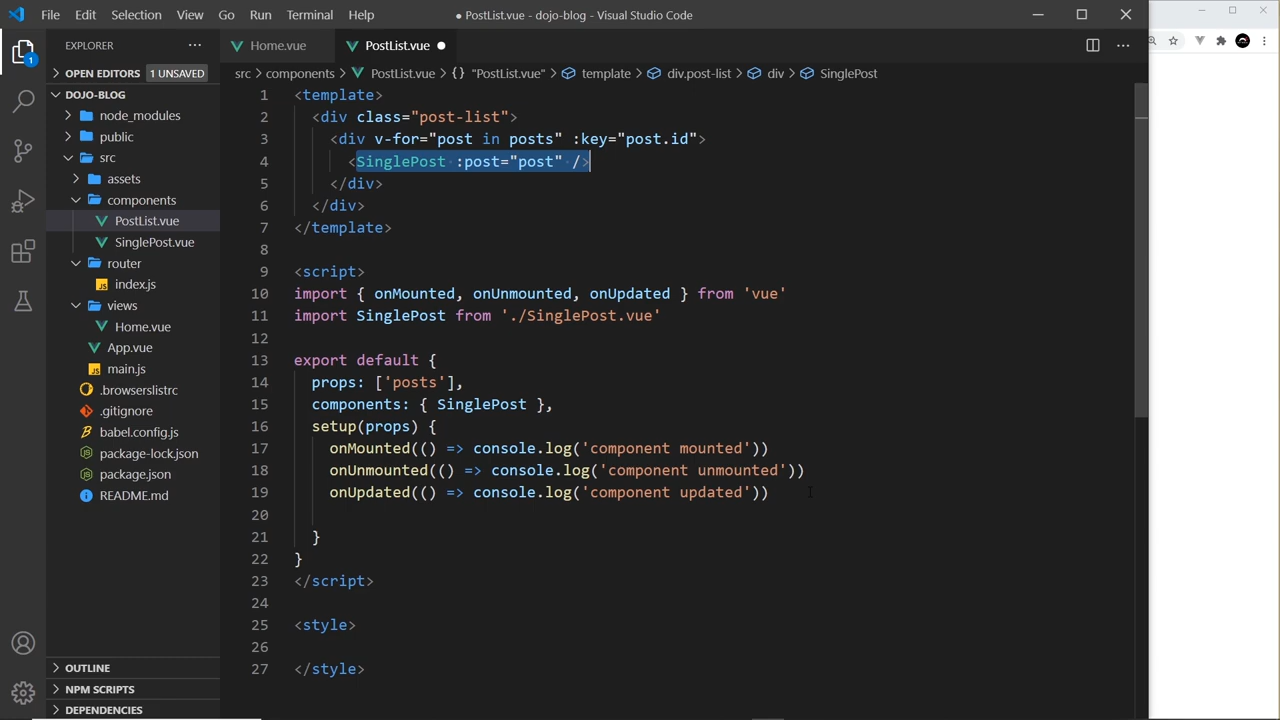 File Edit Selection View Go Run Terminal Help
● PostList.vue - dojo-blog - Visual Studio Code
EXPLORER
Home.vue
PostList.vue ●
OPEN EDITORS 1 UNSAVED
src > components > PostList.vue > {} "PostList.vue" > template > div.post-list > div > SinglePost
DOJO-BLOG
node_modules
public
src
assets
components
PostList.vue
SinglePost.vue
router
index.js
views
Home.vue
App.vue
main.js
.browserslistrc
.gitignore
babel.config.js
package-lock.json
package.json
README.md
OUTLINE
NPM SCRIPTS
DEPENDENCIES
1
1 <template>
2 <div class="post-list">
3 <div v-for="post in posts" :key="post.id">
4 <SinglePost :post="post" />
5 </div>
6 </div>
7 </template>
8
9 <script>
10 import { onMounted, onUnmounted, onUpdated } from 'vue'
11 import SinglePost from './SinglePost.vue'
12
13 export default {
14 props: ['posts'],
15 components: { SinglePost },
16 setup(props) {
17 onMounted(() => console.log('component mounted'))
18 onUnmounted(() => console.log('component unmounted'))
19 onUpdated(() => console.log('component updated'))
20
21 }
22 }
23 </script>
24
25 <style>
26
27 </style>